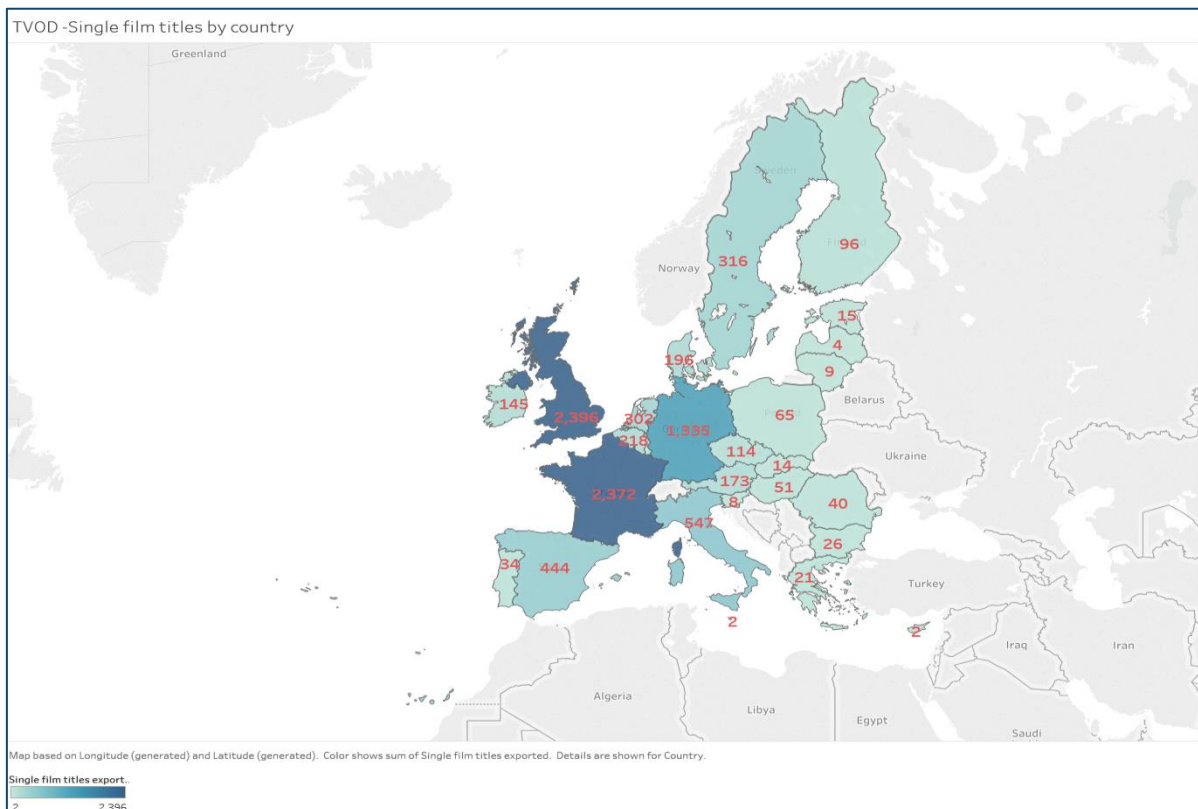 TVOD -Single film titles by country
Greenland
Sweden
Finland
96
316
Norway
15
4
196
9
Belarus
145
2,396
302
1,335
65
218
114
Ukraine
14
173
51
2,372
8
40
547
26
34
444
21
Turkey
2
2
Iraq
Iran
Algeria
Libya
Egypt
Saudi
Map based on Longitude (generated) and Latitude (generated). Color shows sum of Single film titles exported. Details are shown for Country.
Single film titles export..
2 2,396